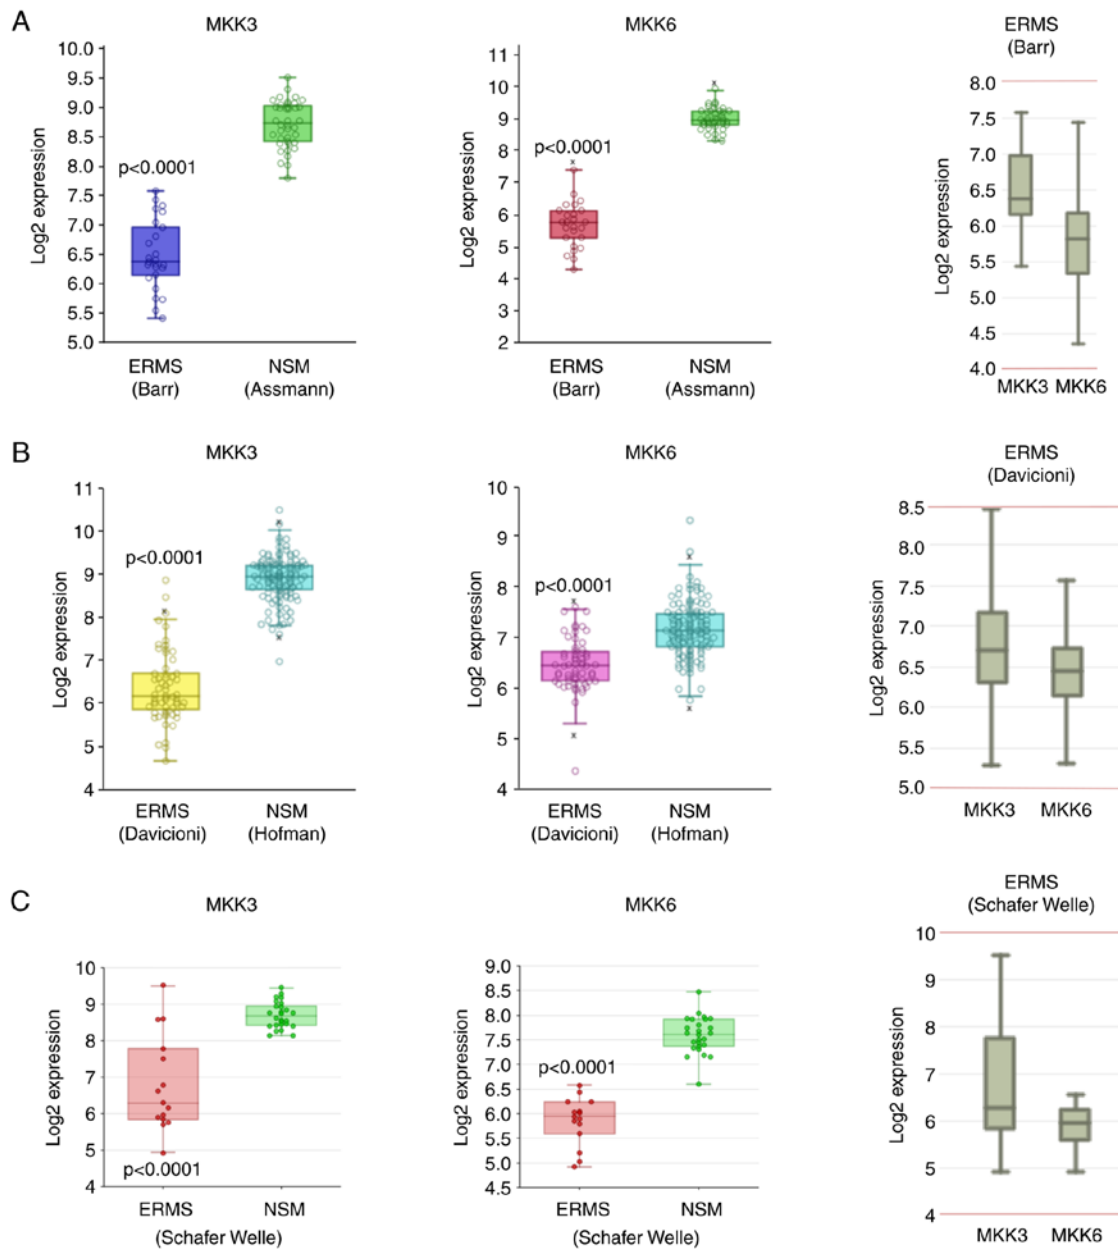 A
MKK3
MKK6
ERMS
(Barr)
Log2 expression
10.0
9.5
9.0
8.5
8.0
7.5
7.0
6.5
6.0
5.5
5.0
p<0.0001
ERMS
(Barr)
NSM
(Assmann)
Log2 expression
11
10
9
8
7
6
5
4
3
2
p<0.0001
ERMS
(Barr)
NSM
(Assmann)
Log2 expression
8.0
7.5
7.0
6.5
6.0
5.5
5.0
4.5
4.0
MKK3 MKK6
B
MKK3
MKK6
ERMS
(Davicioni)
Log2 expression
11
10
9
8
7
6
5
4
p<0.0001
ERMS
(Davicioni)
NSM
(Hofman)
Log2 expression
10
9
8
7
6
5
4
p<0.0001
ERMS
(Davicioni)
NSM
(Hofman)
Log2 expression
8.5
8.0
7.5
7.0
6.5
6.0
5.5
5.0
MKK3 MKK6
C
MKK3
MKK6
ERMS
(Schafer Welle)
Log2 expression
10
9
8
7
6
5
4
p<0.0001
ERMS NSM
(Schafer Welle)
Log2 expression
9.0
8.5
8.0
7.5
7.0
6.5
6.0
5.5
5.0
4.5
p<0.0001
ERMS NSM
(Schafer Welle)
Log2 expression
10
9
8
7
6
5
4
MKK3 MKK6